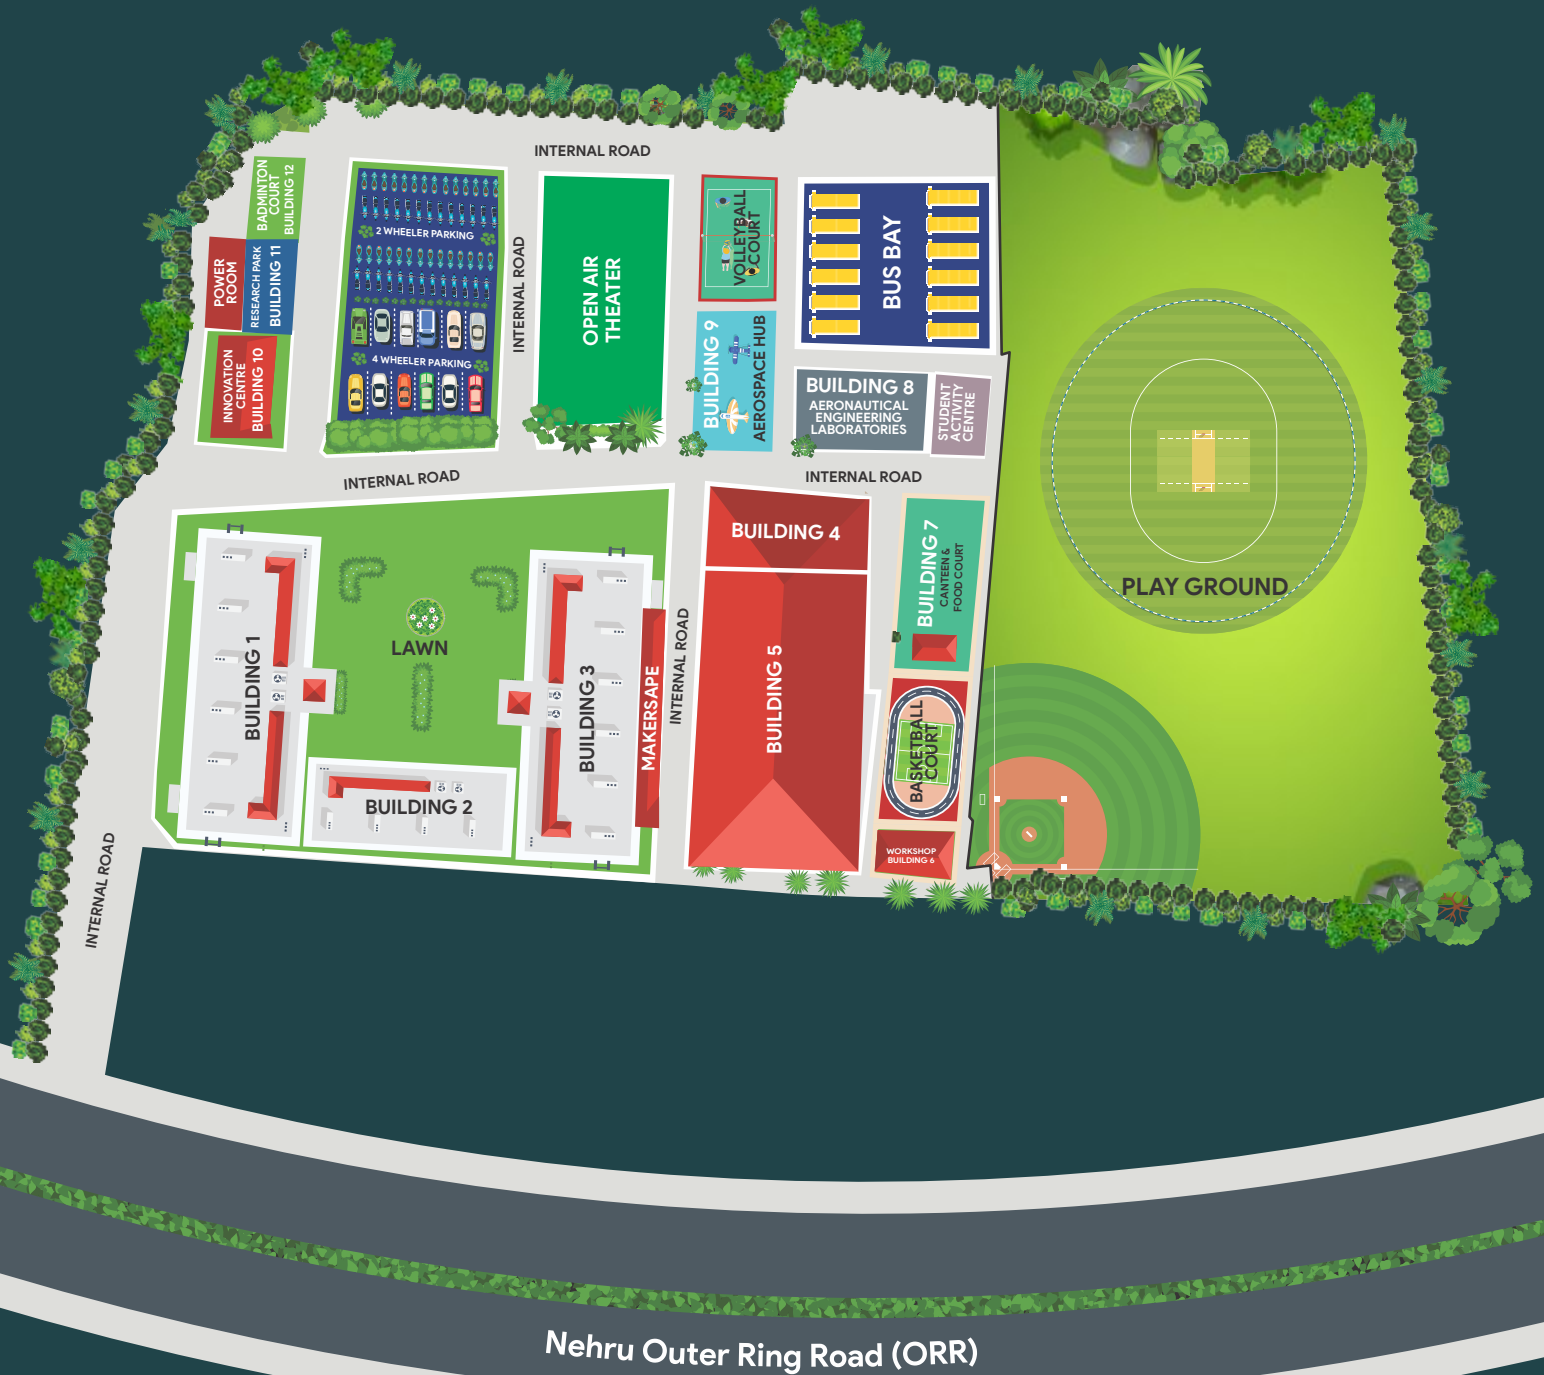 INTERNAL ROAD
BADMINTON
COURT
BUILDING 12
POWER
ROOM
RESEARCH PARK
BUILDING 11
INNOVATION
CENTRE
BUILDING 10
2 WHEELER PARKING
4 WHEELER PARKING
INTERNAL ROAD
OPEN AIR
THEATER
VOLLEYBALL
COURT
BUS BAY
BUILDING 9
AEROSPACE HUB
BUILDING 8
AERONAUTICAL
ENGINEERING
LABORATORIES
STUDENT
ACTIVITY
CENTRE
INTERNAL ROAD
INTERNAL ROAD
BUILDING 1
LAWN
BUILDING 2
BUILDING 3
MAKERSAPE
INTERNAL ROAD
BUILDING 4
BUILDING 5
BUILDING 7
CANTEEN &
FOOD COURT
BASKETBALL
COURT
WORKSHOP
BUILDING 6
PLAY GROUND
INTERNAL ROAD
Nehru Outer Ring Road (ORR)